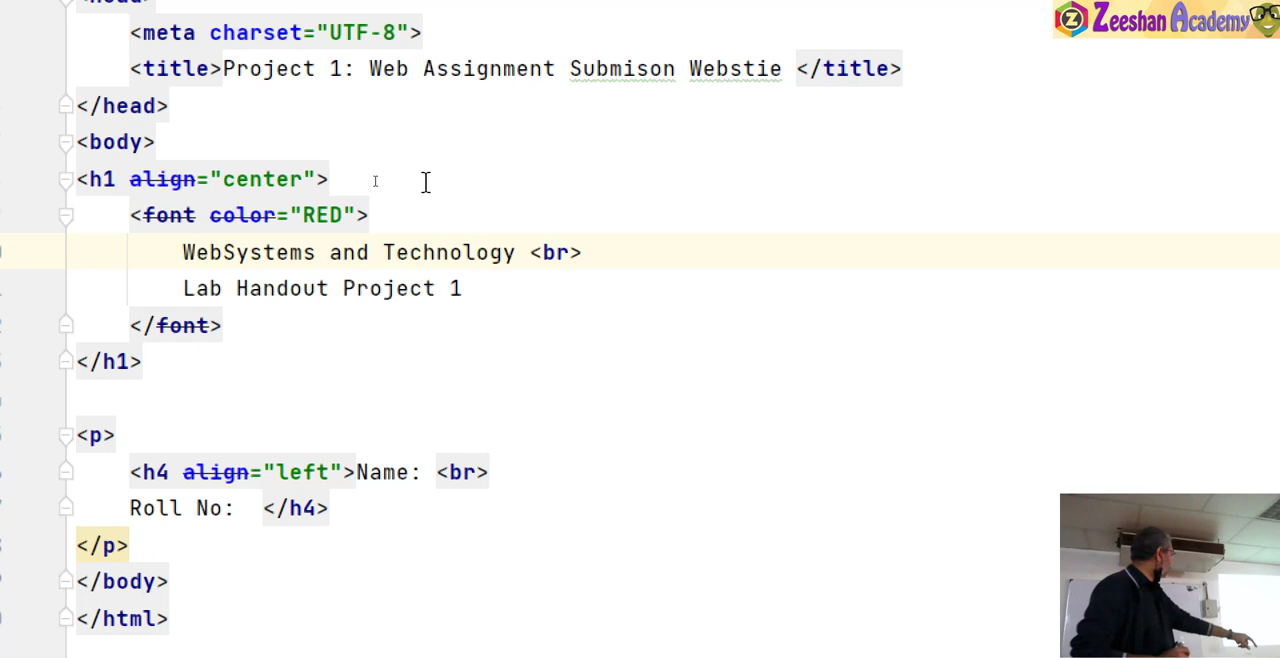 Zeeshan Academy
<meta charset="UTF-8">
<title>Project 1: Web Assignment Submison Webstie </title>
</head>
<body>
<h1 align="center">
<font color="RED">
WebSystems and Technology <br>
Lab Handout Project 1
</font>
</h1>
<p>
<h4 align="left">Name: <br>
Roll No:  </h4>
</p>
</body>
</html>